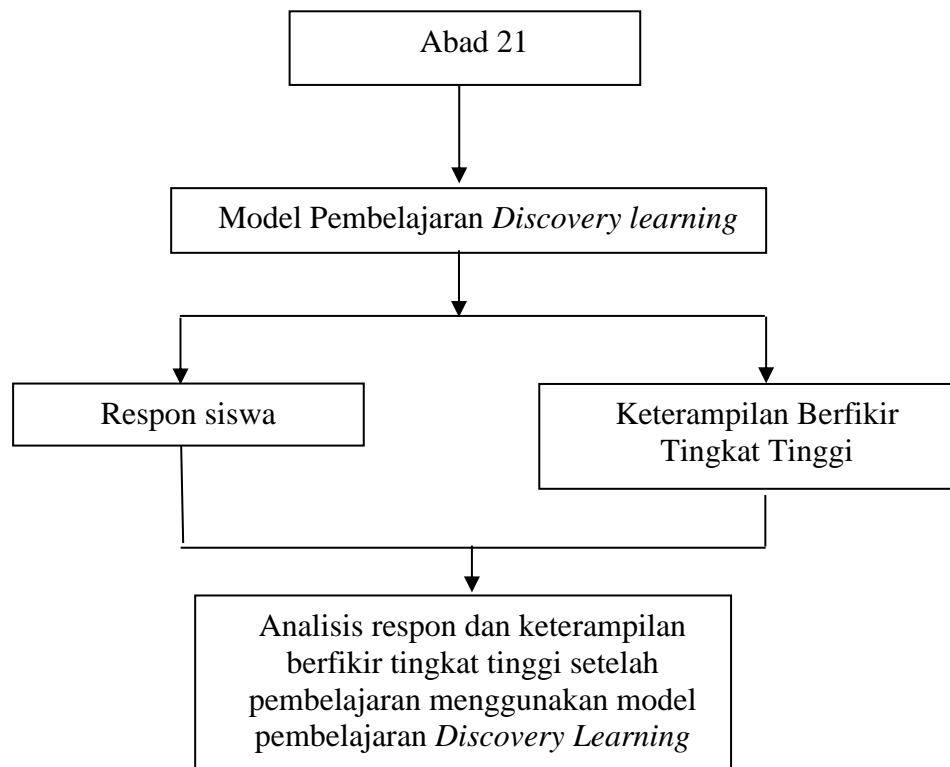 Abad 21
Model Pembelajaran Discovery learning
Respon siswa
Keterampilan Berfikir
Tingkat Tinggi
Analisis respon dan keterampilan
berfikir tingkat tinggi setelah
pembelajaran menggunakan model
pembelajaran Discovery Learning